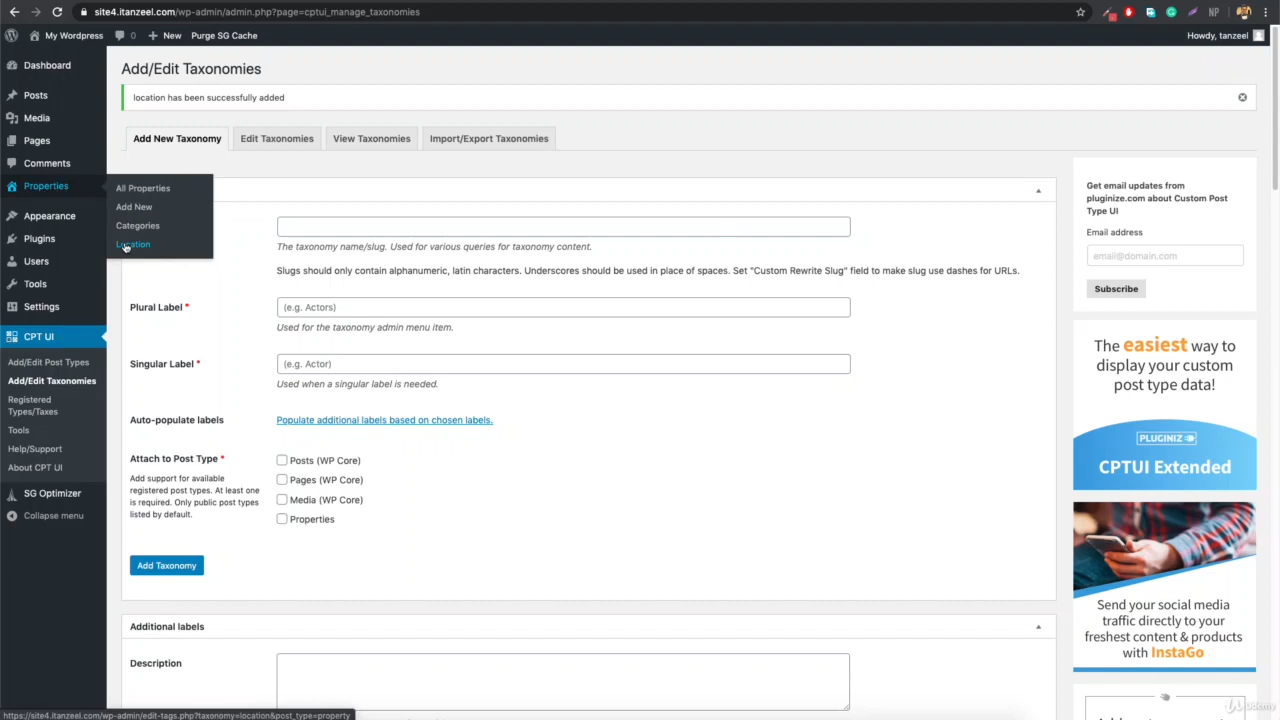 site4.itanzeel.com/wp-admin/admin.php?page=cptui_manage_taxonomies
NP
My Wordpress
0
New
Purge SG Cache
Howdy, tanzeel
Dashboard
Posts
Media
Pages
Comments
Properties
All Properties
Add New
Categories
Location
Appearance
Plugins
Users
Tools
Settings
CPT UI
Add/Edit Post Types
Add/Edit Taxonomies
Registered
Types/Taxes
Tools
Help/Support
About CPT UI
SG Optimizer
Collapse menu
Add/Edit Taxonomies
location has been successfully added
Add New Taxonomy
Edit Taxonomies
View Taxonomies
Import/Export Taxonomies
The taxonomy name/slug. Used for various queries for taxonomy content.
Slugs should only contain alphanumeric, latin characters. Underscores should be used in place of spaces. Set "Custom Rewrite Slug" field to make slug use dashes for URLs.
Plural Label *
(e.g. Actors)
Used for the taxonomy admin menu item.
Singular Label *
(e.g. Actor)
Used when a singular label is needed.
Auto-populate labels
Populate additional labels based on chosen labels.
Attach to Post Type *
Add support for available
registered post types. At least one
is required. Only public post types
listed by default.
Posts (WP Core)
Pages (WP Core)
Media (WP Core)
Properties
Add Taxonomy
Additional labels
Description
Get email updates from
pluginize.com about Custom Post
Type UI
Email address
email@domain.com
Subscribe
The easiest way to
display your custom
post type data!
PLUGINIZE
CPTUI Extended
Send your social media
traffic directly to your
freshest content & products
with InstaGo
https://site4.itanzeel.com/wp-admin/edit-tags.php?taxonomy=location&post_type=property
Udemy